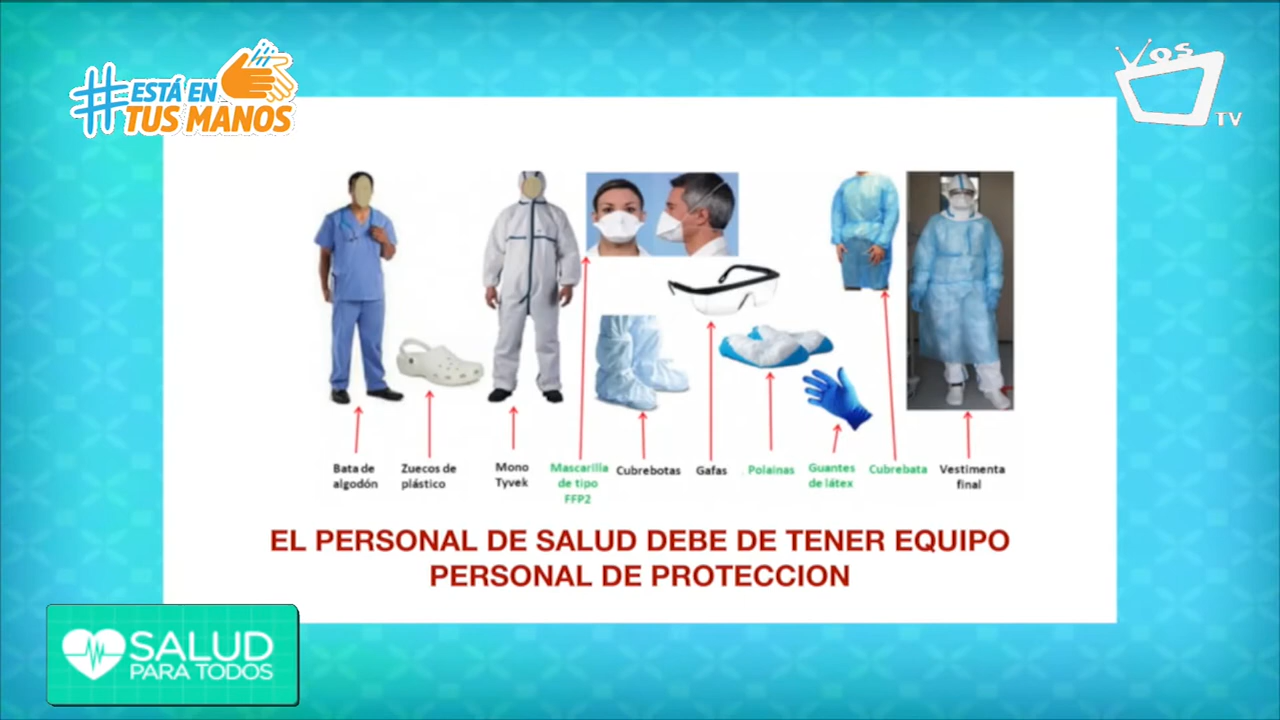 #ESTÁ EN
TUS MANOS
VOS
TV
Bata de
algodón
Zuecos de
plástico
Mono
Tyvek
Mascarilla
de tipo
FFP2
Cubrebotas
Gafas
Polainas
Guantes
de látex
Cubrebata
Vestimenta
final
EL PERSONAL DE SALUD DEBE DE TENER EQUIPO
PERSONAL DE PROTECCION
SALUD
PARA TODOS